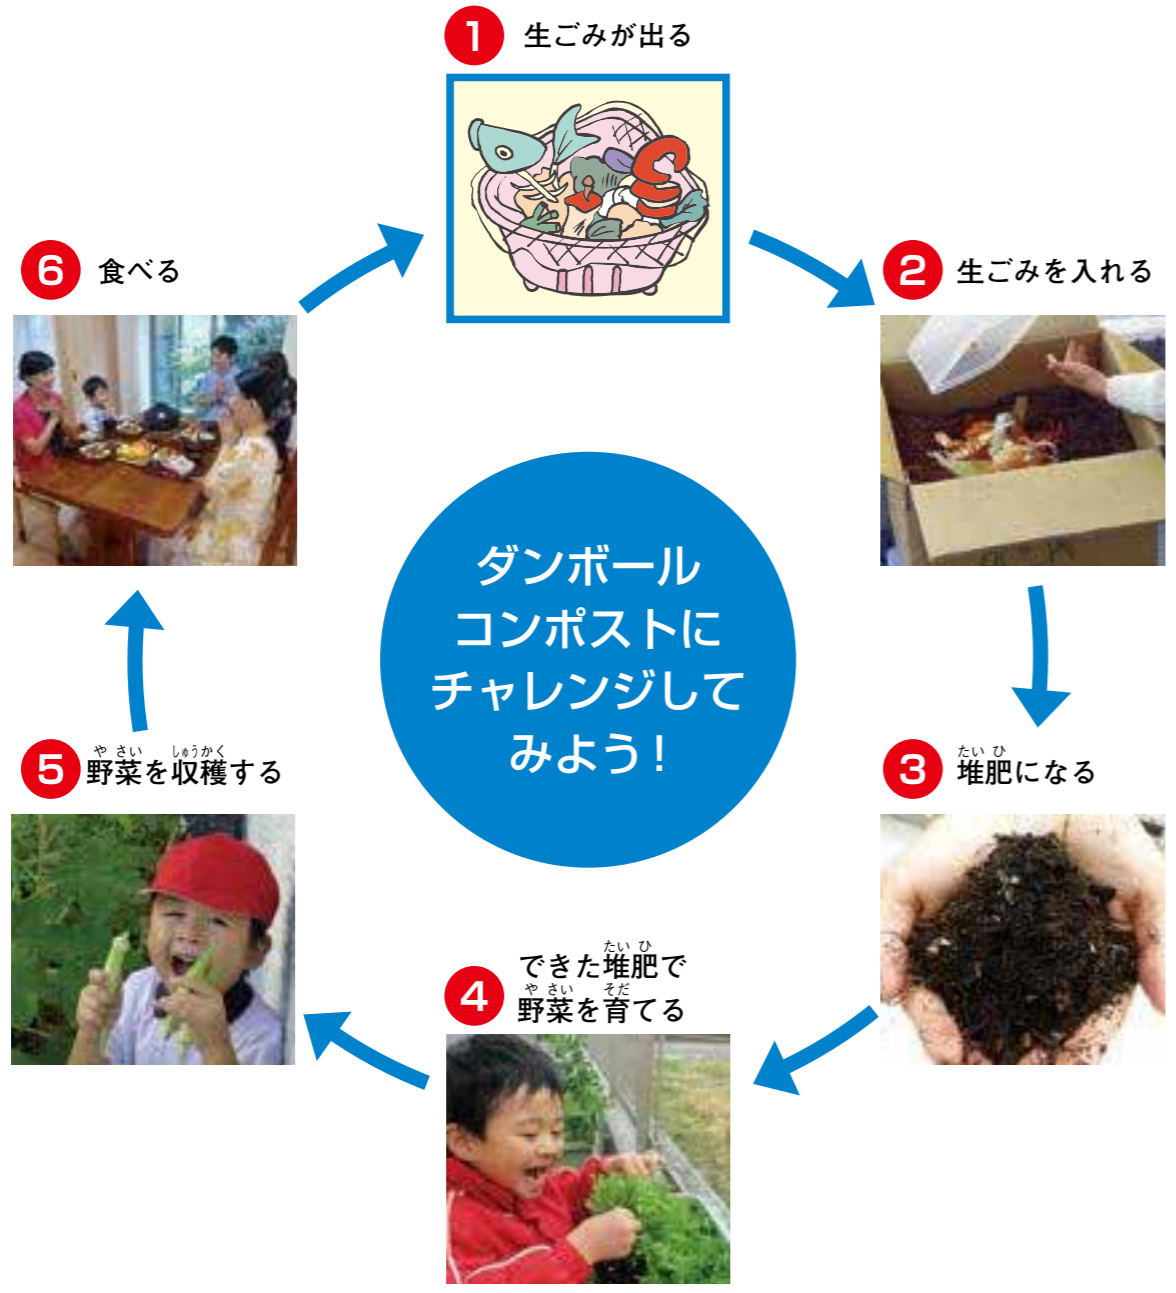 1 生ごみが出る
2 生ごみを入れる
3 堆肥になる
たい ひ
4 できた堆肥で
たい ひ
野菜を育てる
や さい そだ
5 野菜を収穫する
や さい しゅうかく
6 食べる
ダンボール
コンポストに
チャレンジして
みよう！